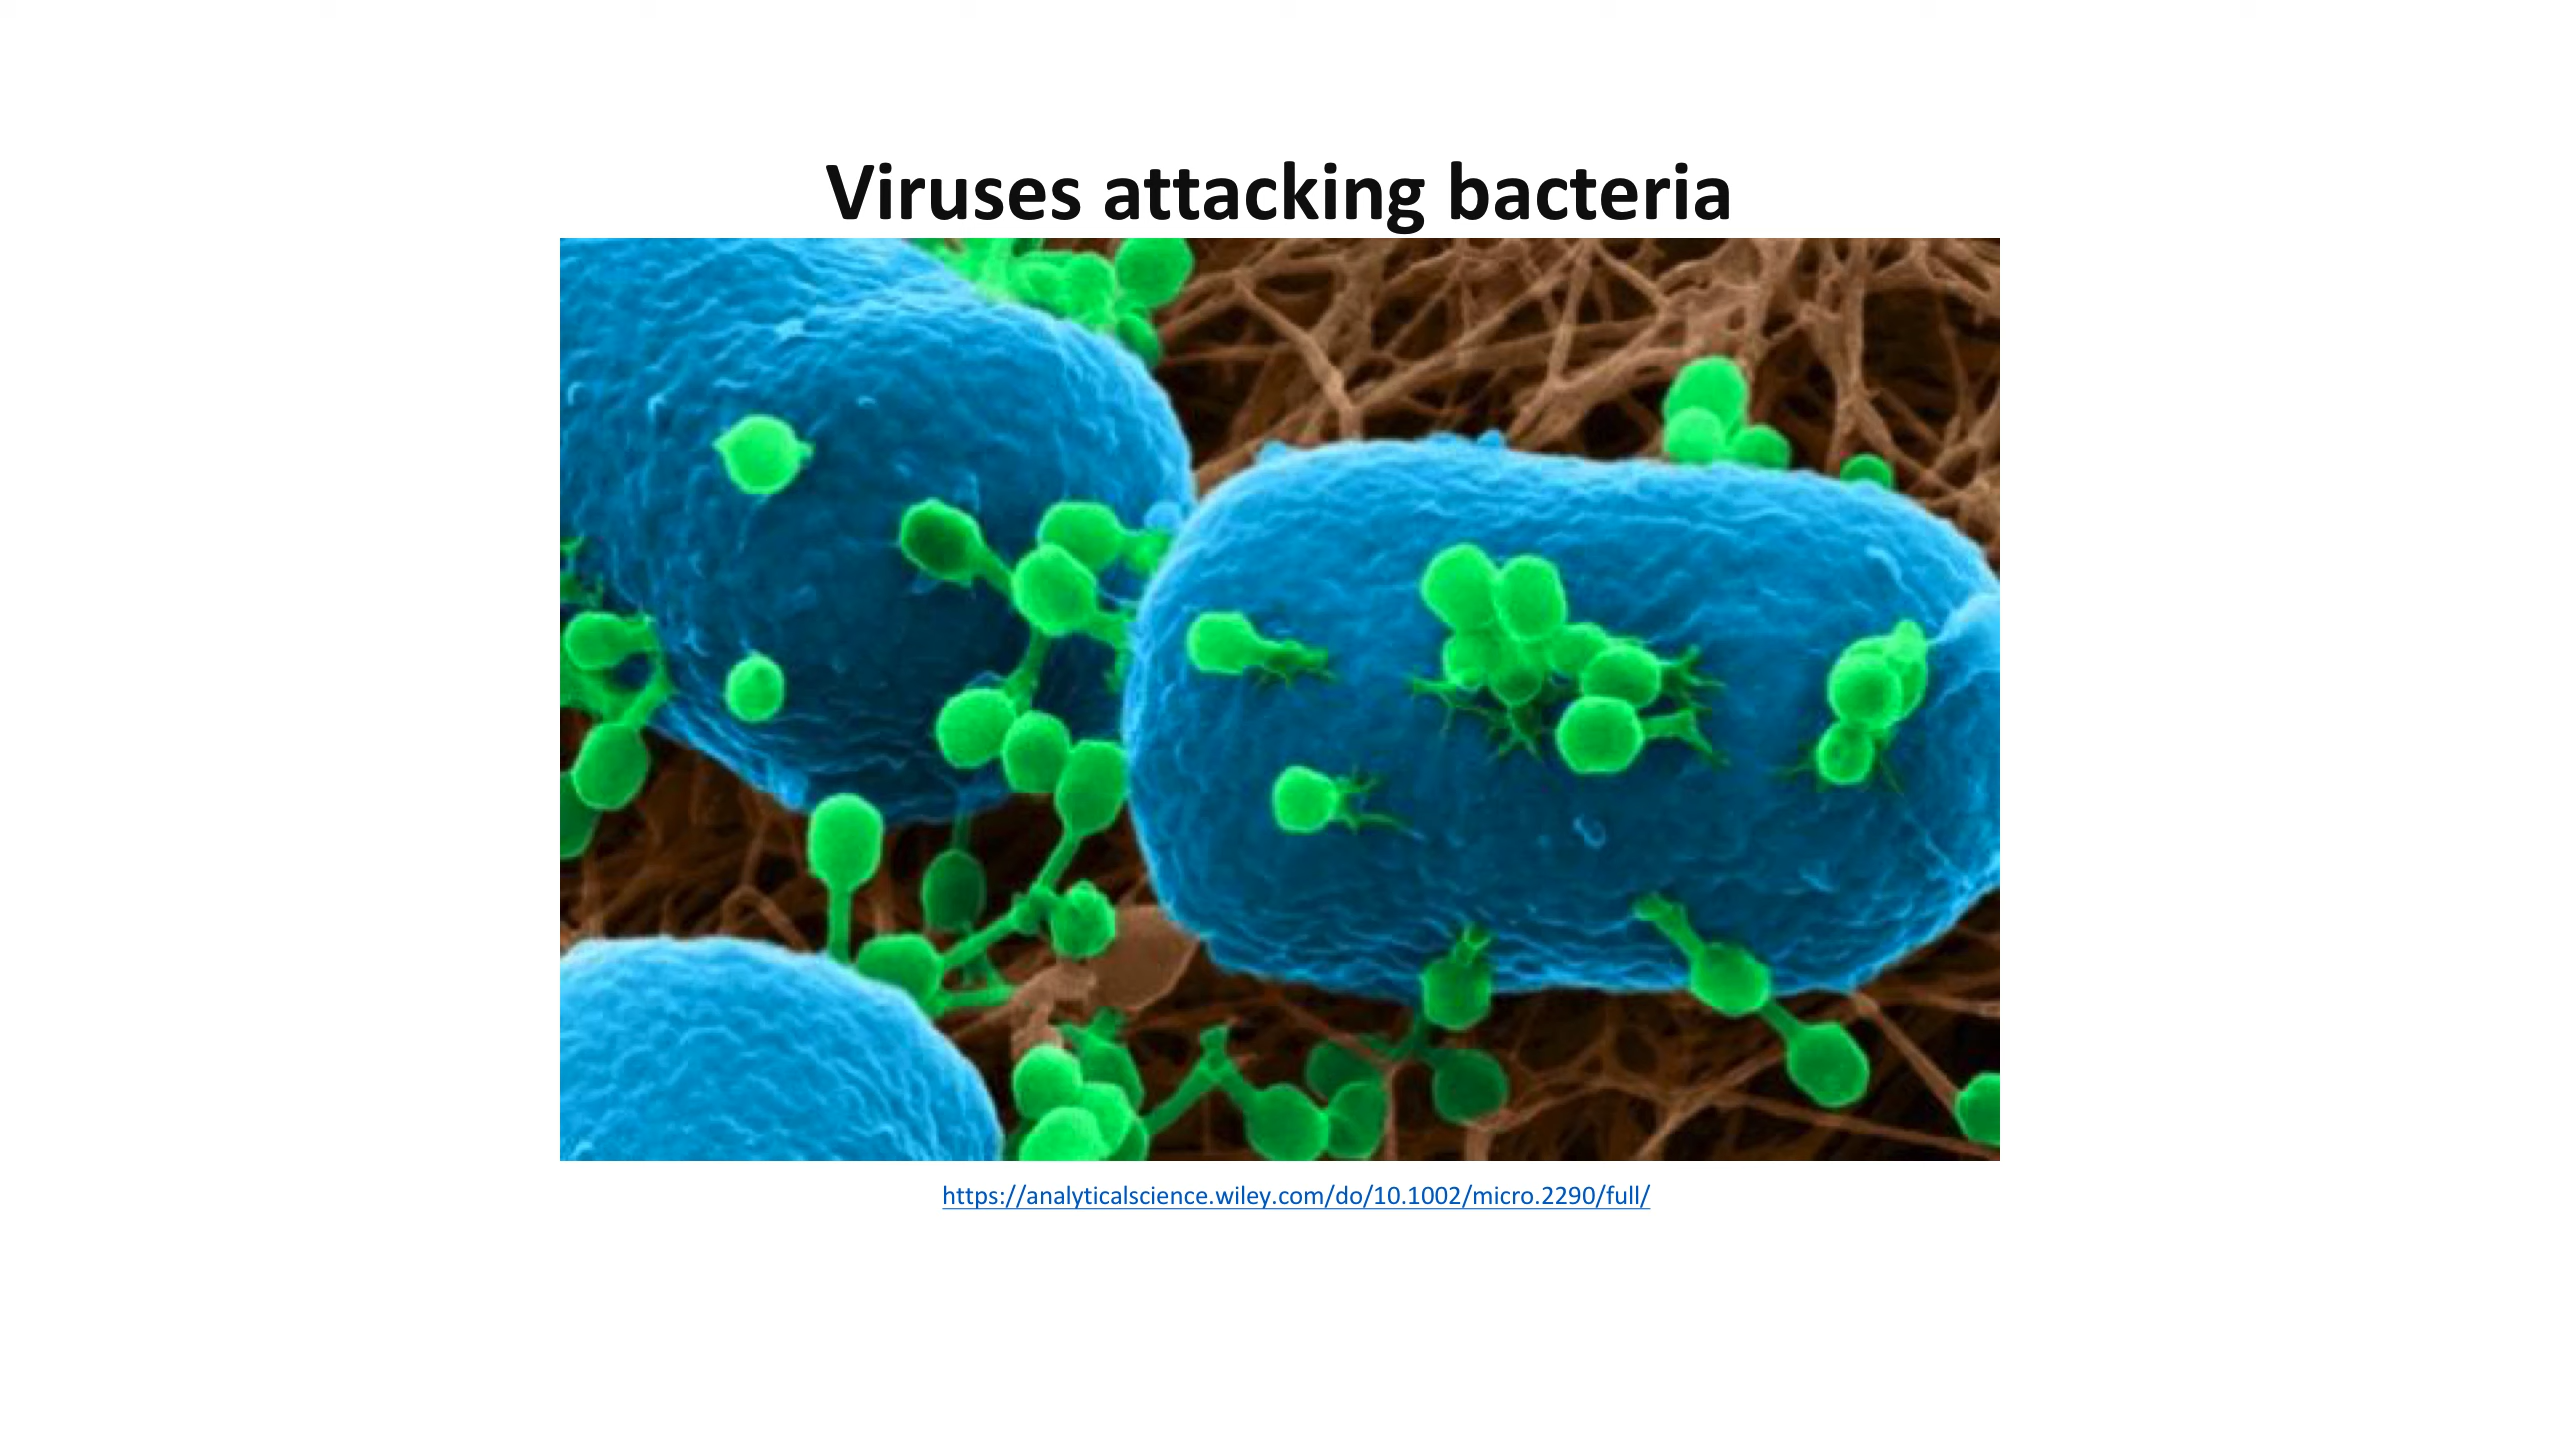 Viruses attacking bacteria
https://analyticalscience.wiley.com/do/10.1002/micro.2290/full/